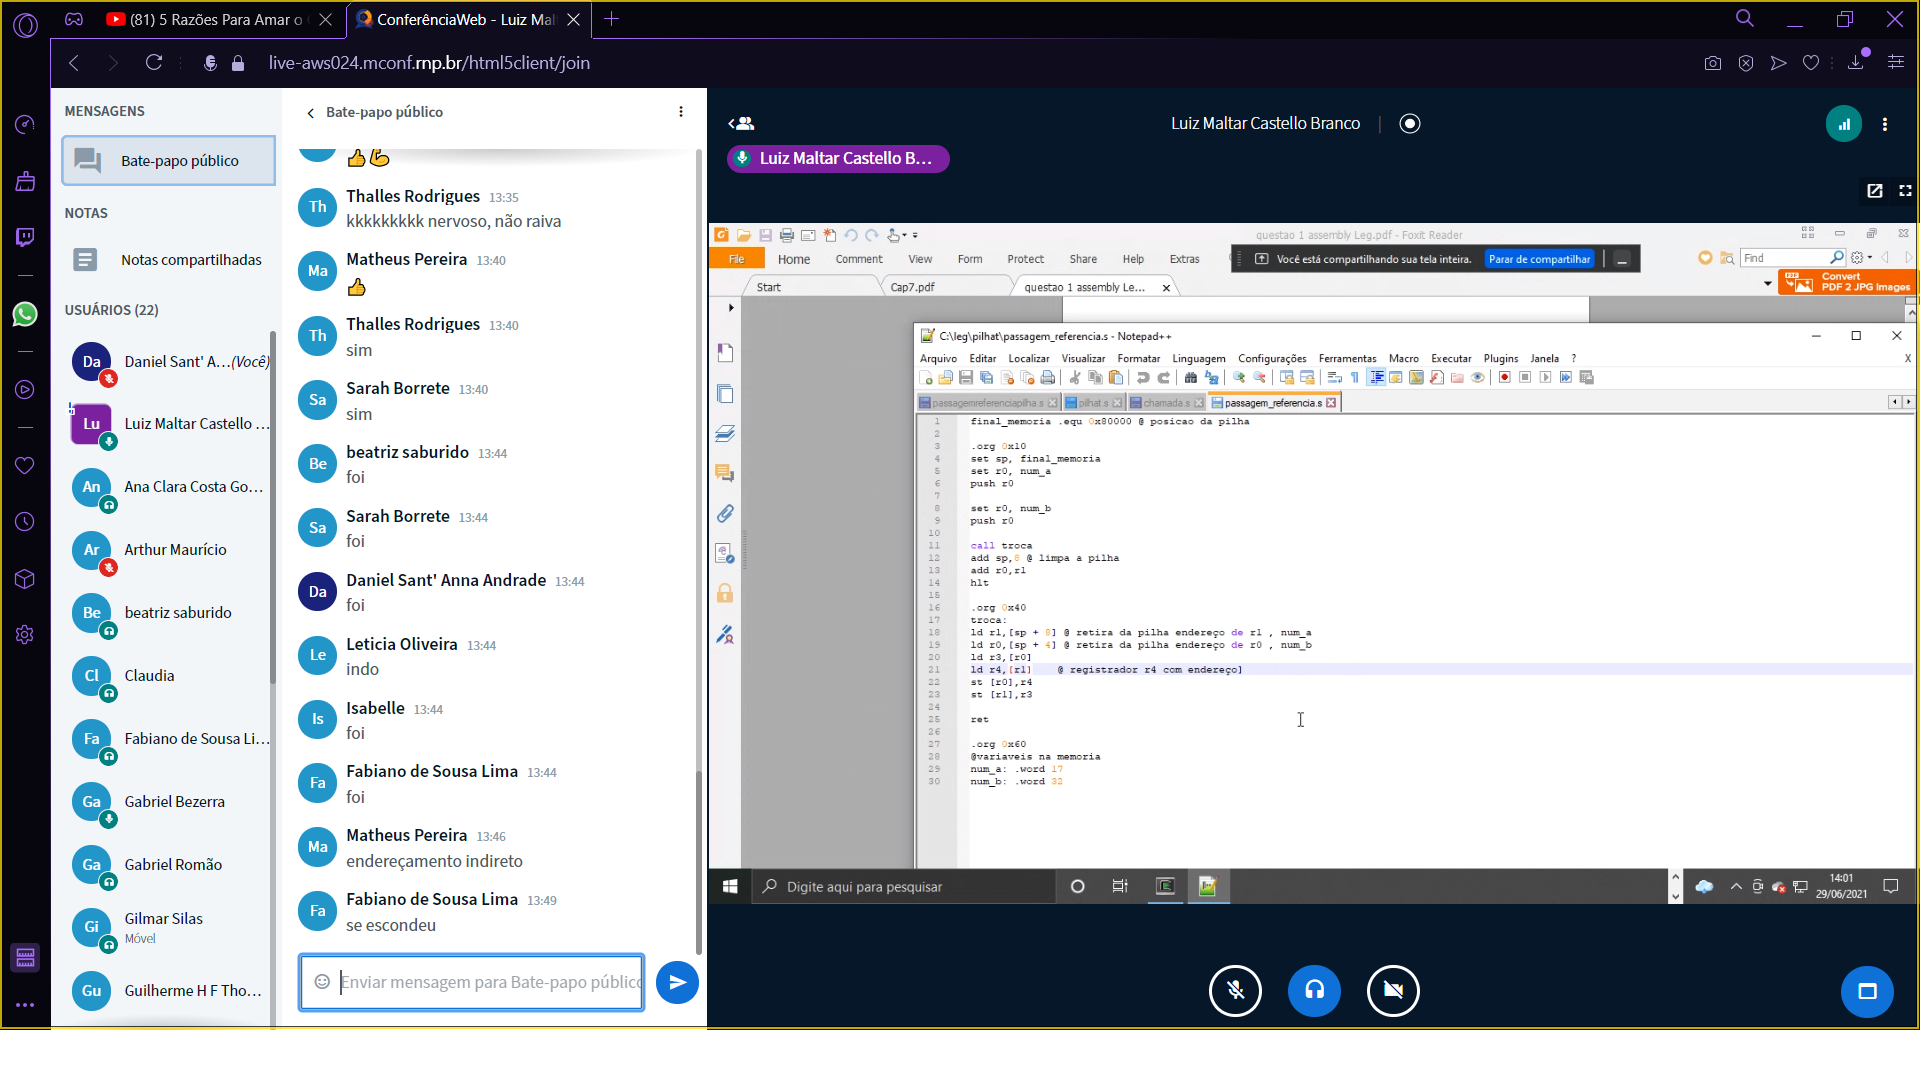 (81) 5 Razões Para Amar o
ConferênciaWeb - Luiz Mal
live-aws024.mconf.rnp.br/html5client/join
MENSAGENS
Bate-papo público
NOTAS
Notas compartilhadas
USUÁRIOS (22)
Da Daniel Sant' A...(Você)
Lu Luiz Maltar Castello ...
An Ana Clara Costa Go...
Ar Arthur Maurício
Be beatriz saburido
Cl Claudia
Fa Fabiano de Sousa Li...
Ga Gabriel Bezerra
Ga Gabriel Romão
Gi Gilmar Silas
Móvel
Gu Guilherme H F Tho...
Bate-papo público
👍💪
Th Thalles Rodrigues 13:35
kkkkkkkkk nervoso, não raiva
Ma Matheus Pereira 13:40
👍
Th Thalles Rodrigues 13:40
sim
Sa Sarah Borrete 13:40
sim
Be beatriz saburido 13:44
foi
Sa Sarah Borrete 13:44
foi
Da Daniel Sant' Anna Andrade 13:44
foi
Le Leticia Oliveira 13:44
indo
Is Isabelle 13:44
foi
Fa Fabiano de Sousa Lima 13:44
foi
Ma Matheus Pereira 13:46
endereçamento indireto
Fa Fabiano de Sousa Lima 13:49
se escondeu
Enviar mensagem para Bate-papo público
Luiz Maltar Castello Branco
Luiz Maltar Castello B...
questao 1 assembly Leg.pdf - Foxit Reader
File Home Comment View Form Protect Share Help Extras
Você está compartilhando sua tela inteira. Parar de compartilhar
Find
Start Cap7.pdf questao 1 assembly Le...
Convert
PDF 2 JPG Images
C:\leg\pilhat\passagem_referencia.s - Notepad++
Arquivo Editar Localizar Visualizar Formatar Linguagem Configurações Ferramentas Macro Executar Plugins Janela ? X
passagemreferenciapilha.s pilhat.s chamada.s passagem_referencia.s
1 final_memoria .equ 0x80000 @ posicao da pilha
2
3 .org 0x10
4 set sp, final_memoria
5 set r0, num_a
6 push r0
7
8 set r0, num_b
9 push r0
10
11 call troca
12 add sp,8 @ limpa a pilha
13 add r0,r1
14 hlt
15
16 .org 0x40
17 troca:
18 ld r1,[sp + 8] @ retira da pilha endereço de r1 , num_a
19 ld r0,[sp + 4] @ retira da pilha endereço de r0 , num_b
20 ld r3,[r0]
21 ld r4,[r1] @ registrador r4 com endereço]
22 st [r0],r4
23 st [r1],r3
24
25 ret
26
27 .org 0x60
28 @variaveis na memoria
29 num_a: .word 17
30 num_b: .word 32
Digite aqui para pesquisar
14:01
29/06/2021